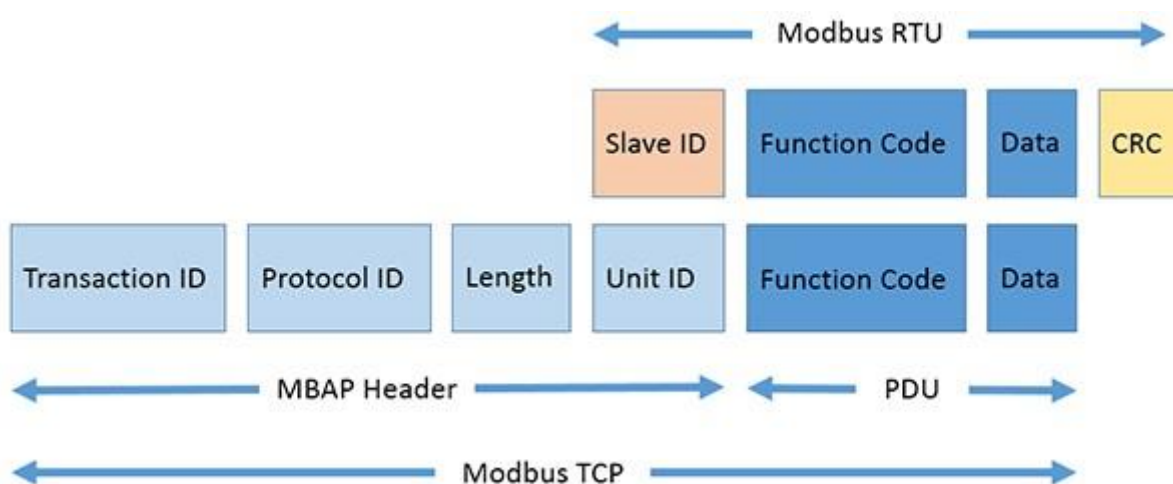 Modbus RTU
Slave ID Function Code Data CRC
Transaction ID Protocol ID Length Unit ID Function Code Data
MBAP Header PDU
Modbus TCP